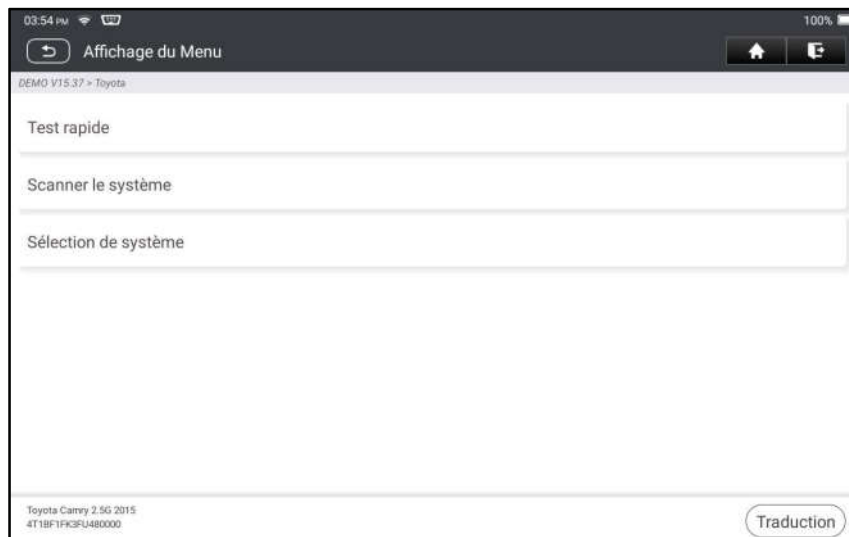 03:54 PM
100%
Affichage du Menu
DEMO V15.37 > Toyota
Test rapide
Scanner le système
Sélection de système
Toyota Camry 2.5G 2015
4T1BF1FK3FU480000
Traduction